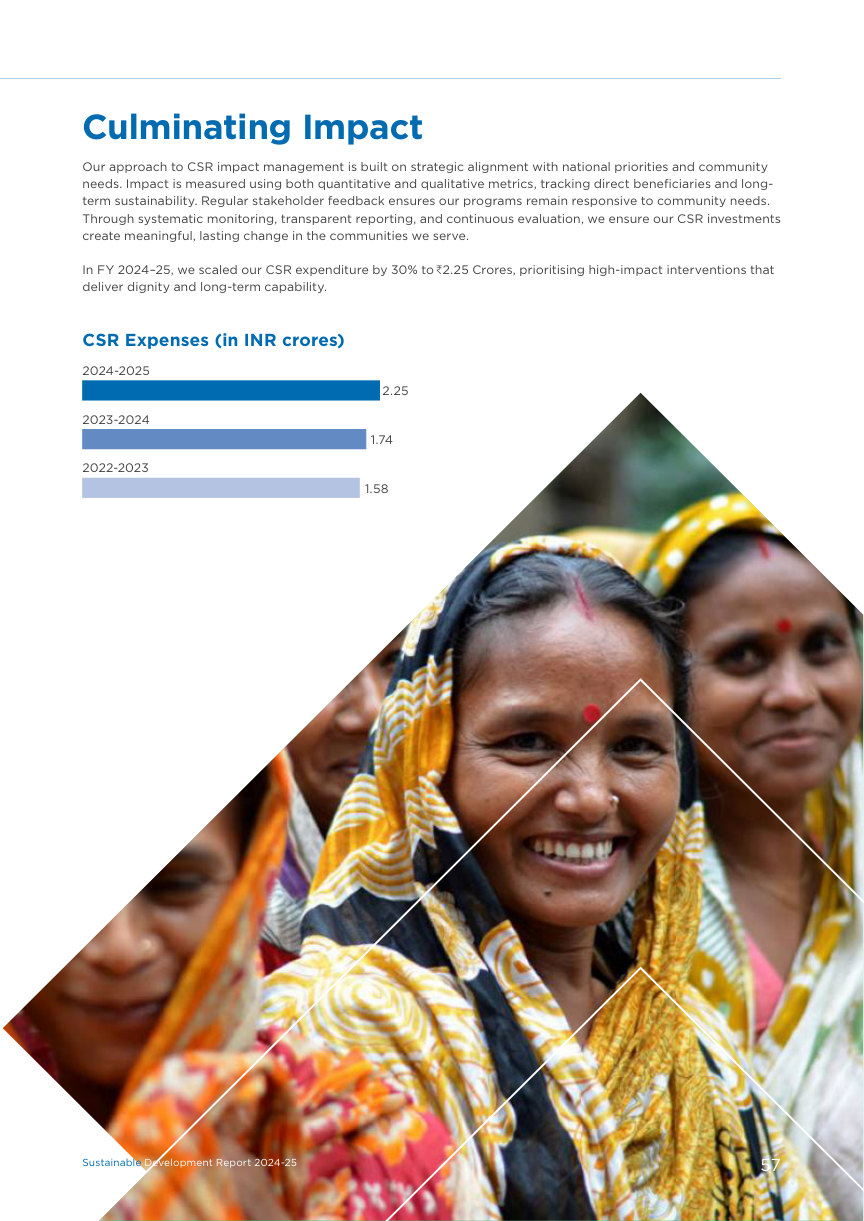 Culminating Impact
Our approach to CSR impact management is built on strategic alignment with national priorities and community
needs. Impact is measured using both quantitative and qualitative metrics, tracking direct beneficiaries and long-
term sustainability. Regular stakeholder feedback ensures our programs remain responsive to community needs.
Through systematic monitoring, transparent reporting, and continuous evaluation, we ensure our CSR investments
create meaningful, lasting change in the communities we serve.
In FY 2024–25, we scaled our CSR expenditure by 30% to ₹2.25 Crores, prioritising high-impact interventions that
deliver dignity and long-term capability.
CSR Expenses (in INR crores)
2024-2025
2.25
2023-2024
1.74
2022-2023
1.58
Sustainable Development Report 2024-25
57